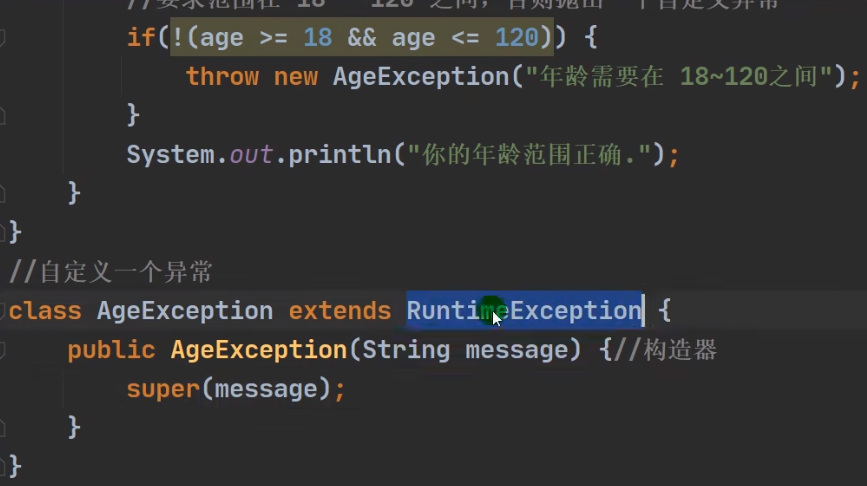 //要求范围在 18 - 120 之间，否则抛出一个自定义异常
if(!(age >= 18 && age <= 120)) {
throw new AgeException("年龄需要在 18~120之间");
}
System.out.println("你的年龄范围正确.");
}
}
//自定义一个异常
class AgeException extends RuntimeException {
public AgeException(String message) {//构造器
super(message);
}
}